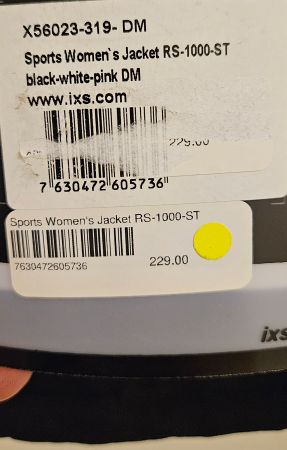 X56023-319- DM
Sports Women`s Jacket RS-1000-ST
black-white-pink DM
www.ixs.com
229.00
7 630472 605736
Sports Women's Jacket RS-1000-ST
7630472605736
229.00
ixs